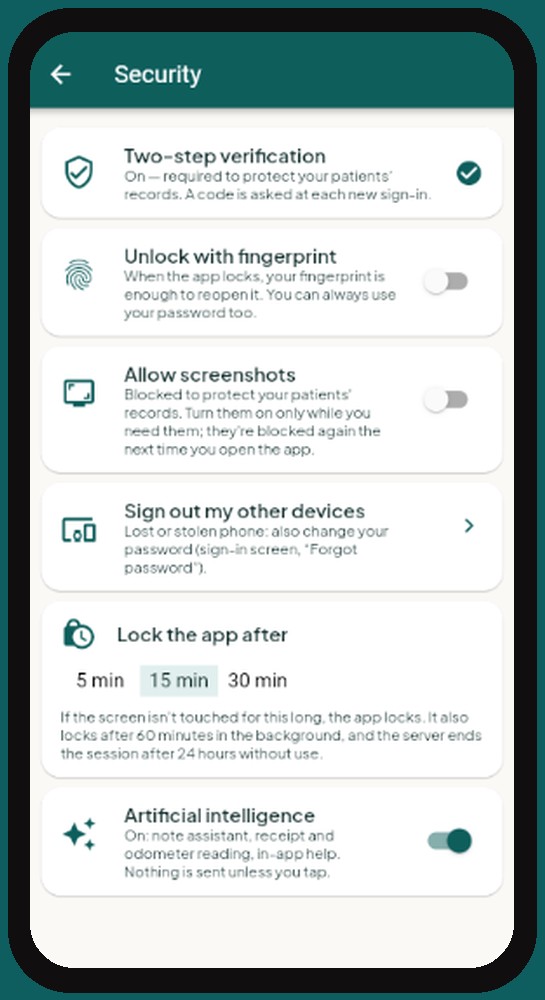 Security
Two-step verification
On — required to protect your patients'
records. A code is asked at each new sign-in.
Unlock with fingerprint
When the app locks, your fingerprint is
enough to reopen it. You can always use
your password too.
Allow screenshots
Blocked to protect your patients'
records. Turn them on only while you
need them; they're blocked again the
next time you open the app.
Sign out my other devices
Lost or stolen phone: also change your
password (sign-in screen, "Forgot
password").
Lock the app after
5 min 15 min 30 min
If the screen isn't touched for this long, the app locks. It also
locks after 60 minutes in the background, and the server ends
the session after 24 hours without use.
Artificial intelligence
On: note assistant, receipt and
odometer reading, in-app help.
Nothing is sent unless you tap.